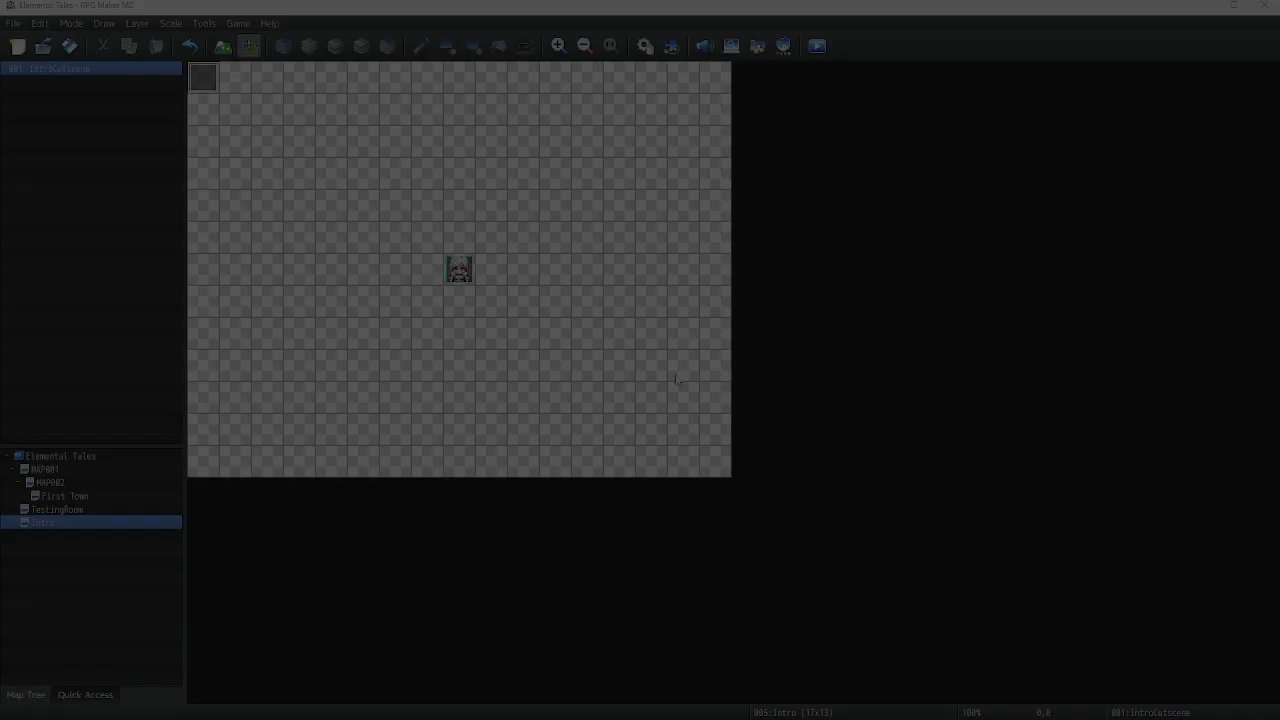 Elemental Tales - RPG Maker MZ
File Edit Mode Draw Layer Scale Tools Game Help
001 IntroCutscene
Elemental Tales
MAP001
MAP002
First Town
TestingRoom
Intro
Map Tree Quick Access
005:Intro (17x13) 100% 0,0 001:IntroCutscene